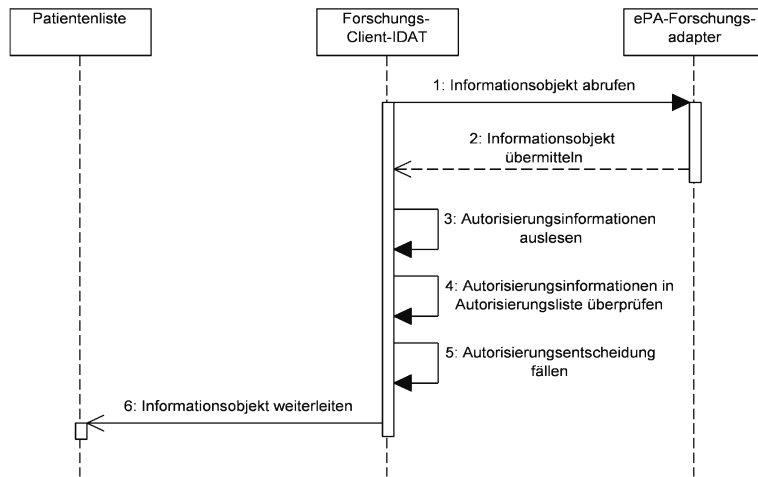 Patientenliste
Forschungs-
Client-IDAT
ePA-Forschungs-
adapter
1: Informationsobjekt abrufen
2: Informationsobjekt
übermitteln
3: Autorisierungsinformationen
auslesen
4: Autorisierungsinformationen in
Autorisierungsliste überprüfen
5: Autorisierungsentscheidung
fällen
6: Informationsobjekt weiterleiten